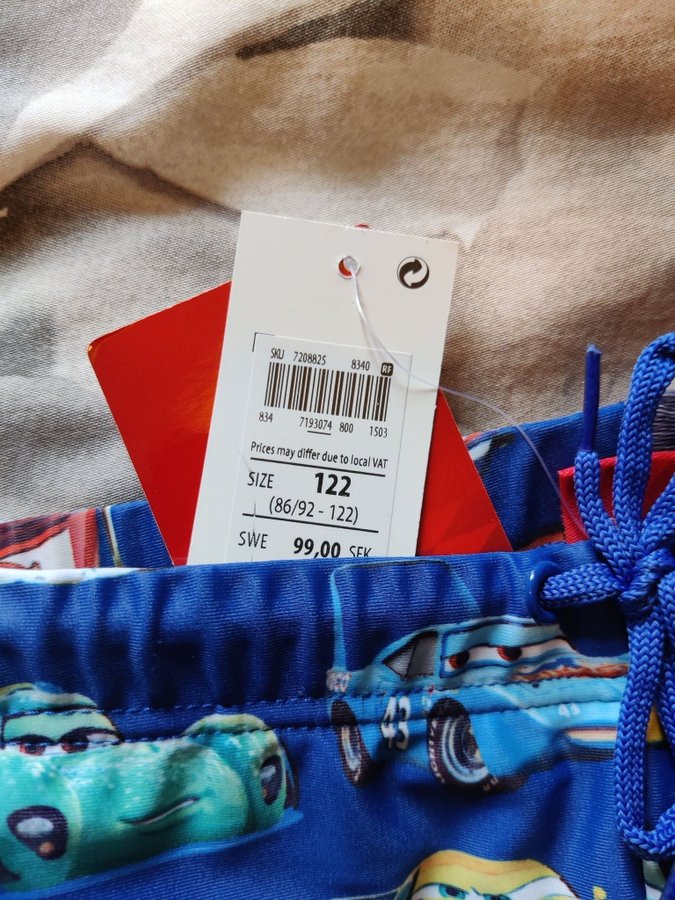 SKU 7208825 8340 RF
834 7193074 800 1503
Prices may differ due to local VAT
SIZE 122
(86/92 - 122)
SWE 99,00 SEK
43